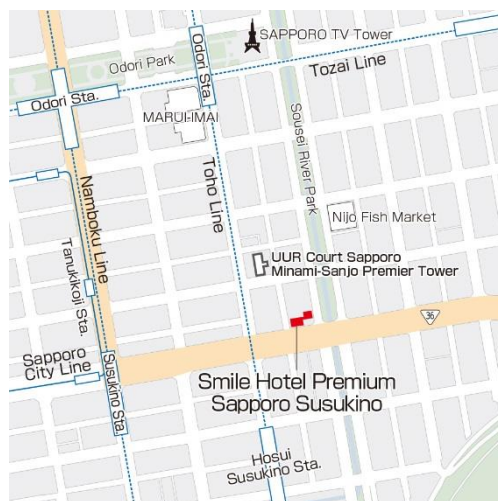 SAPPORO TV Tower
Odori Park
Tozai Line
Odori Sta.
Odori Sta.
MARUI-IMAI
Sousei River Park
Toho Line
Namboku Line
Nijo Fish Market
Tanukikoji Sta.
UUR Court Sapporo
Minami-Sanjo Premier Tower
36
Sapporo
City Line
Susukino Sta.
Smile Hotel Premium
Sapporo Susukino
Hosui
Susukino Sta.